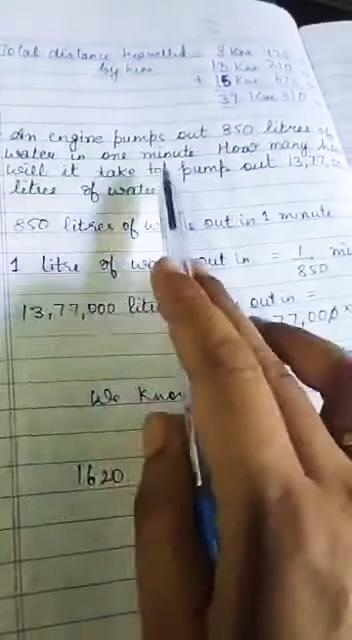 Total distance travelled = 8 Km
by him 13 Km 210
+ 15 Km
37 Km 310
An engine pumps out 850 litres of
water in one minute. How many
will it take to pump out 13,77,
litre of water
850 litres of out in 1 minute
1 litre of out in = 1/850
13,77,000 out in =
77,000 ×
We Know
1620